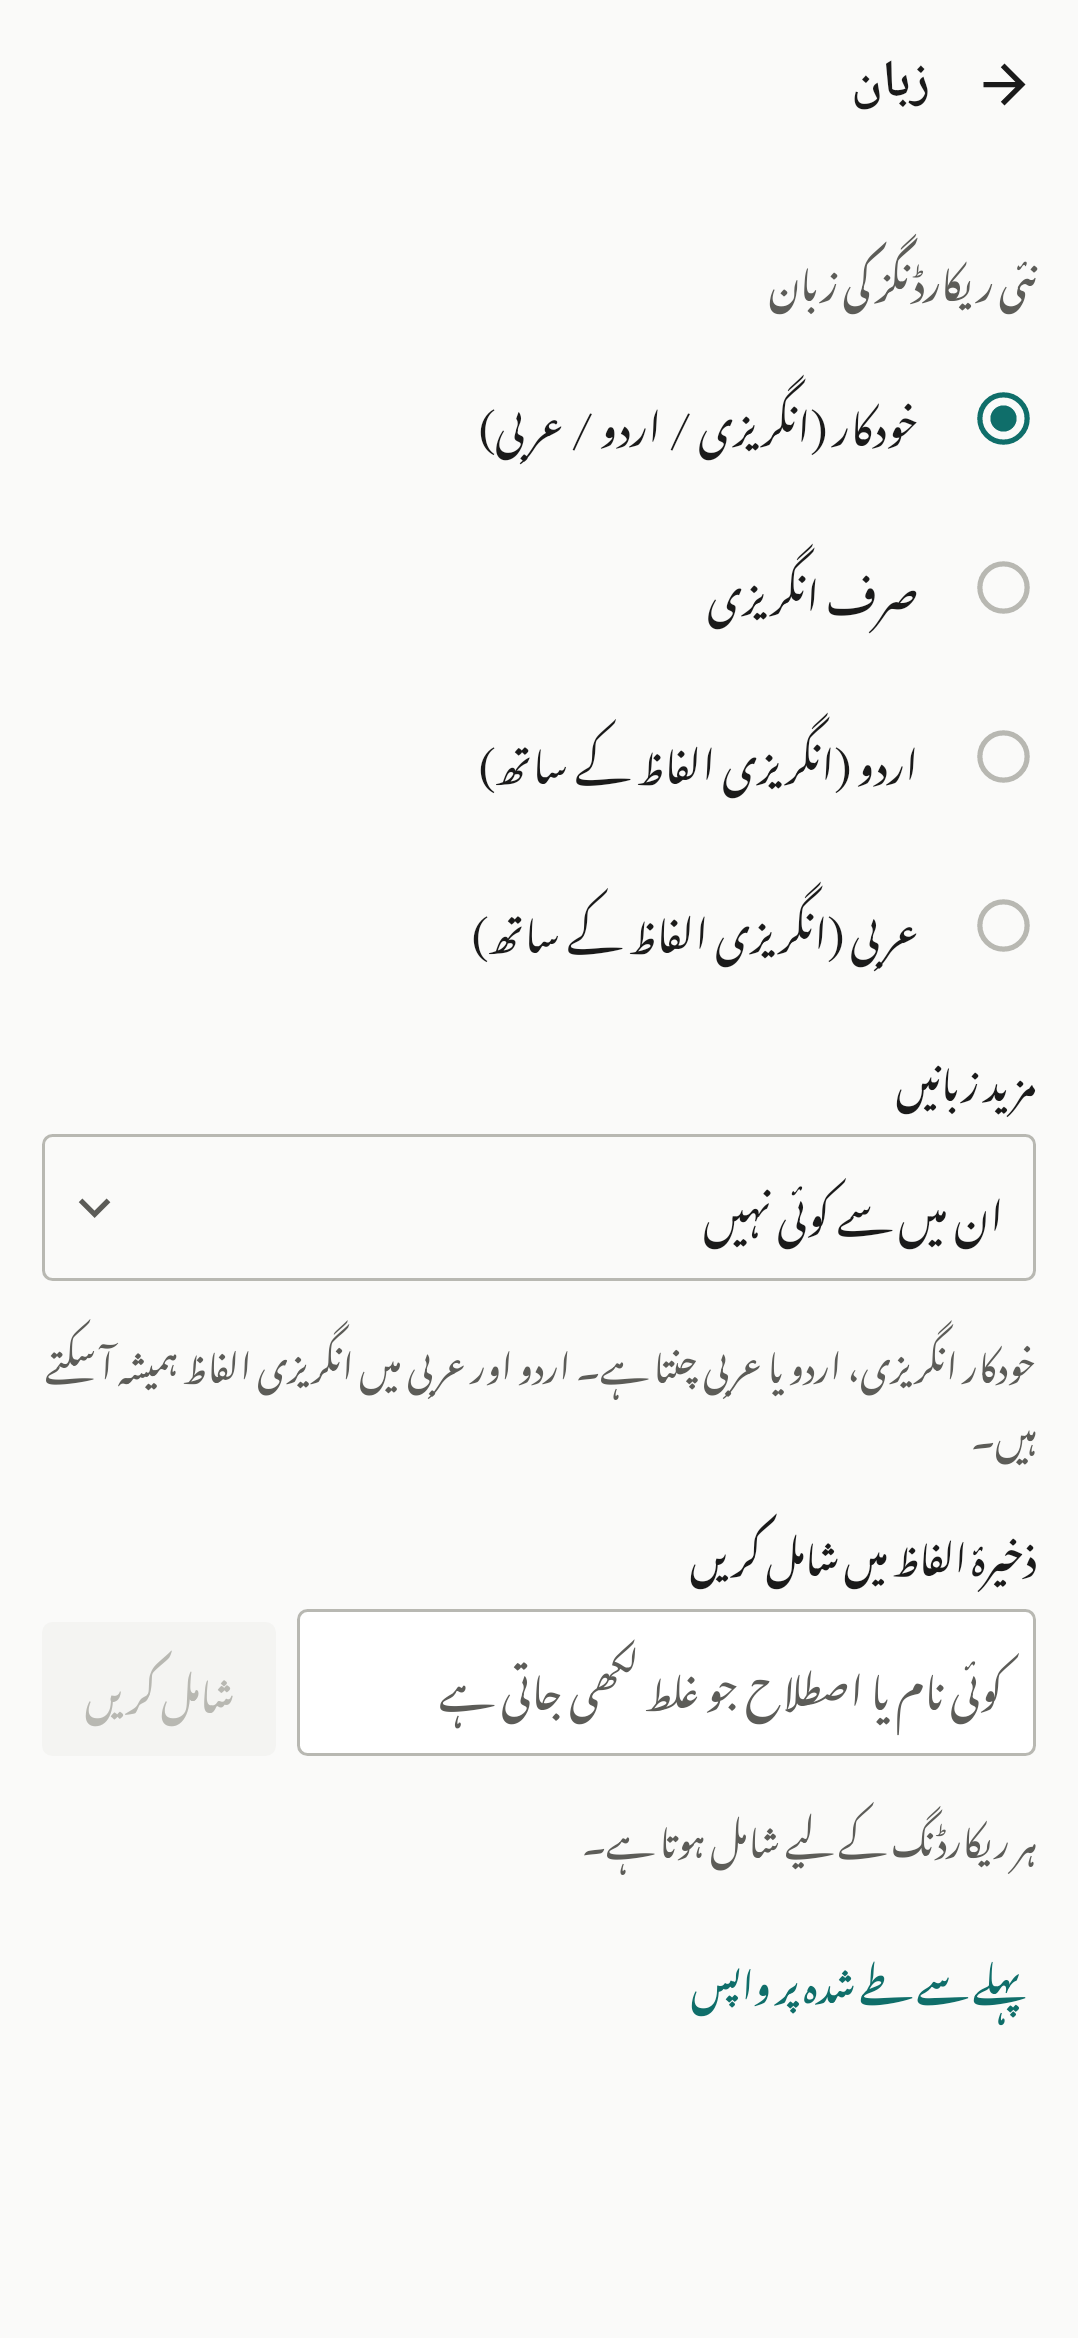 زبان
نئی ریکارڈنگز کی زبان
خودکار (انگریزی / اردو / عربی)
صرف انگریزی
اردو (انگریزی الفاظ کے ساتھ)
عربی (انگریزی الفاظ کے ساتھ)
مزید زبانیں
ان میں سے کوئی نہیں
خودکار انگریزی، اردو یا عربی چنتا ہے۔ اردو اور عربی میں انگریزی الفاظ ہمیشہ آ سکتے
ہیں۔
ذخیرۂ الفاظ میں شامل کریں
کوئی نام یا اصطلاح جو غلط لکھی جاتی ہے
شامل کریں
ہر ریکارڈنگ کے لیے شامل ہوتا ہے۔
پہلے سے طے شدہ پر واپس